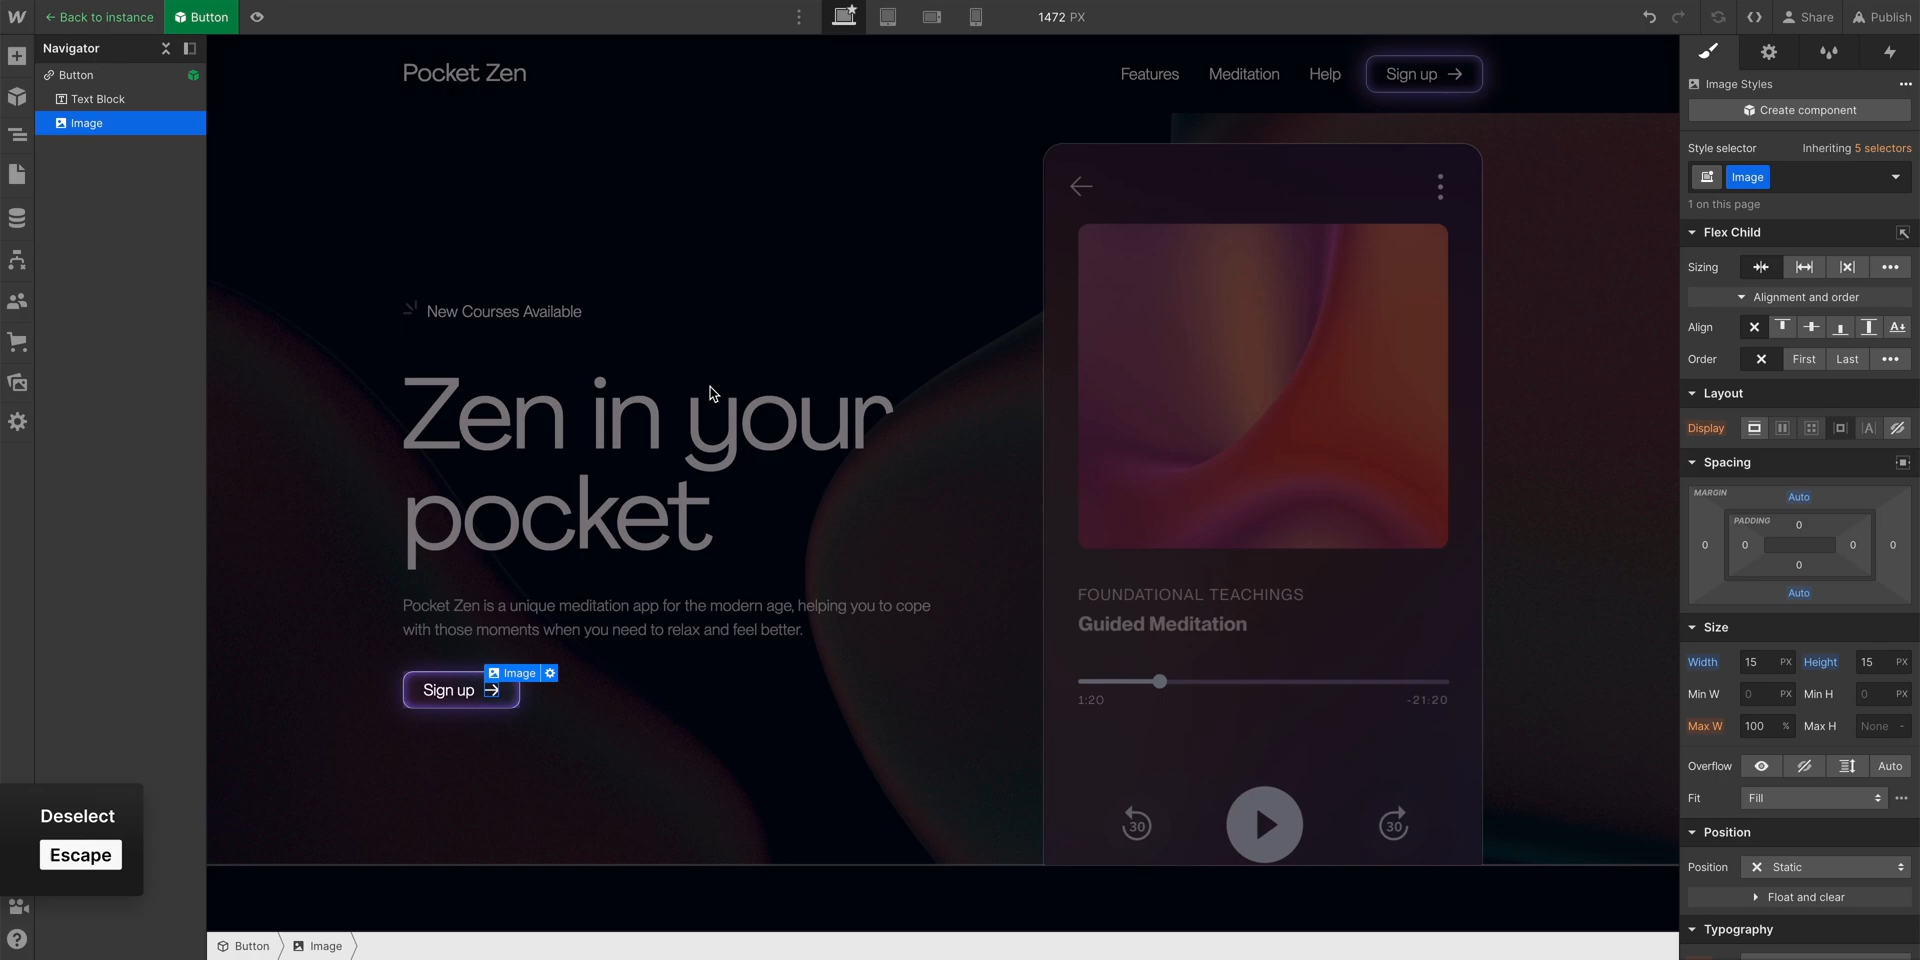 ← Back to instance
Button
1472 PX
Share
Publish
Navigator
Button
Text Block
Image
Pocket Zen
Features
Meditation
Help
Sign up
New Courses Available
Zen in your
pocket
Pocket Zen is a unique meditation app for the modern age, helping you to cope
with those moments when you need to relax and feel better.
Image
Sign up
FOUNDATIONAL TEACHINGS
Guided Meditation
1:20
-21:20
30
30
Deselect
Escape
Button
Image
Image Styles
Create component
Style selector
Inheriting 5 selectors
Image
1 on this page
Flex Child
Sizing
Alignment and order
Align
Order
First
Last
Layout
Display
Spacing
MARGIN
Auto
PADDING
0
0
0
0
0
0
Auto
Size
Width 15 PX Height 15 PX
Min W 0 PX Min H 0 PX
Max W 100 % Max H None -
Overflow
Auto
Fit
Fill
Position
Position
Static
Float and clear
Typography